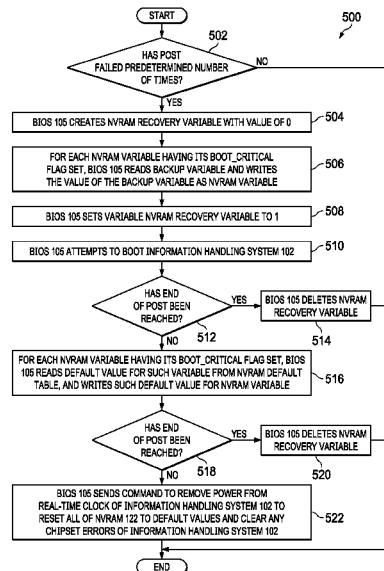 START
500
502
HAS POST
FAILED PREDETERMINED NUMBER
OF TIMES?
NO
YES
BIOS 105 CREATES NVRAM RECOVERY VARIABLE WITH VALUE OF 0
504
FOR EACH NVRAM VARIABLE HAVING ITS BOOT_CRITICAL
FLAG SET, BIOS 105 READS BACKUP VARIABLE AND WRITES
THE VALUE OF THE BACKUP VARIABLE AS NVRAM VARIABLE
506
BIOS 105 SETS VARIABLE NVRAM RECOVERY VARIABLE TO 1
508
BIOS 105 ATTEMPTS TO BOOT INFORMATION HANDLING SYSTEM 102
510
HAS END
OF POST BEEN
REACHED?
YES
512
NO
BIOS 105 DELETES NVRAM
RECOVERY VARIABLE
514
FOR EACH NVRAM VARIABLE HAVING ITS BOOT_CRITICAL FLAG SET, BIOS
105 READS DEFAULT VALUE FOR SUCH VARIABLE FROM NVRAM DEFAULT
TABLE, AND WRITES SUCH DEFAULT VALUE FOR NVRAM VARIABLE
516
HAS END
OF POST BEEN
REACHED?
YES
518
NO
BIOS 105 DELETES NVRAM
RECOVERY VARIABLE
520
BIOS 105 SENDS COMMAND TO REMOVE POWER FROM
REAL-TIME CLOCK OF INFORMATION HANDLING SYSTEM 102 TO
RESET ALL OF NVRAM 122 TO DEFAULT VALUES AND CLEAR ANY
CHIPSET ERRORS OF INFORMATION HANDLING SYSTEM 102
522
END